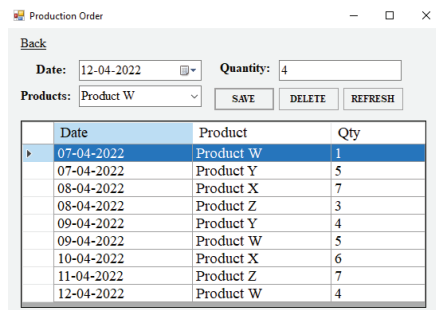 Production Order
Back
Date: 12-04-2022 Quantity: 4
Products: Product W SAVE DELETE REFRESH
Date Product Qty
07-04-2022 Product W 1
07-04-2022 Product Y 5
08-04-2022 Product X 7
08-04-2022 Product Z 3
09-04-2022 Product Y 4
09-04-2022 Product W 5
10-04-2022 Product X 6
11-04-2022 Product Z 7
12-04-2022 Product W 4